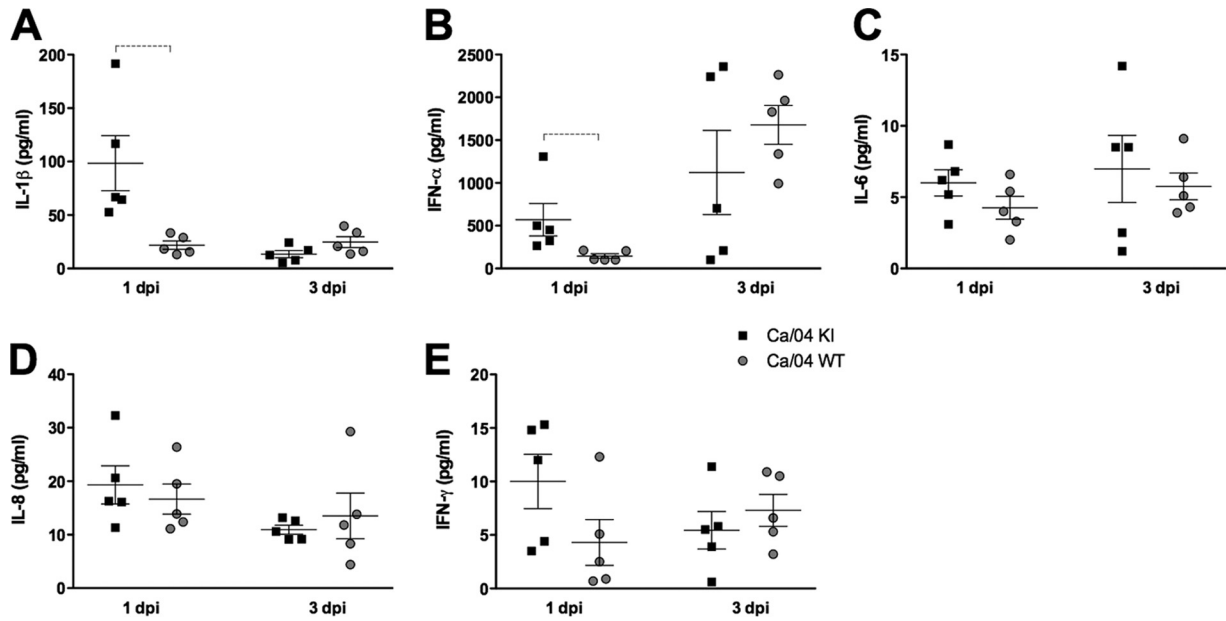 A
IL-1β (pg/ml)
200
150
100
50
0
1 dpi 3 dpi
B
IFN-α (pg/ml)
2500
2000
1500
1000
500
0
1 dpi 3 dpi
C
IL-6 (pg/ml)
15
10
5
0
1 dpi 3 dpi
D
IL-8 (pg/ml)
40
30
20
10
0
1 dpi 3 dpi
E
IFN-γ (pg/ml)
20
15
10
5
0
1 dpi 3 dpi
Ca/04 KI
Ca/04 WT